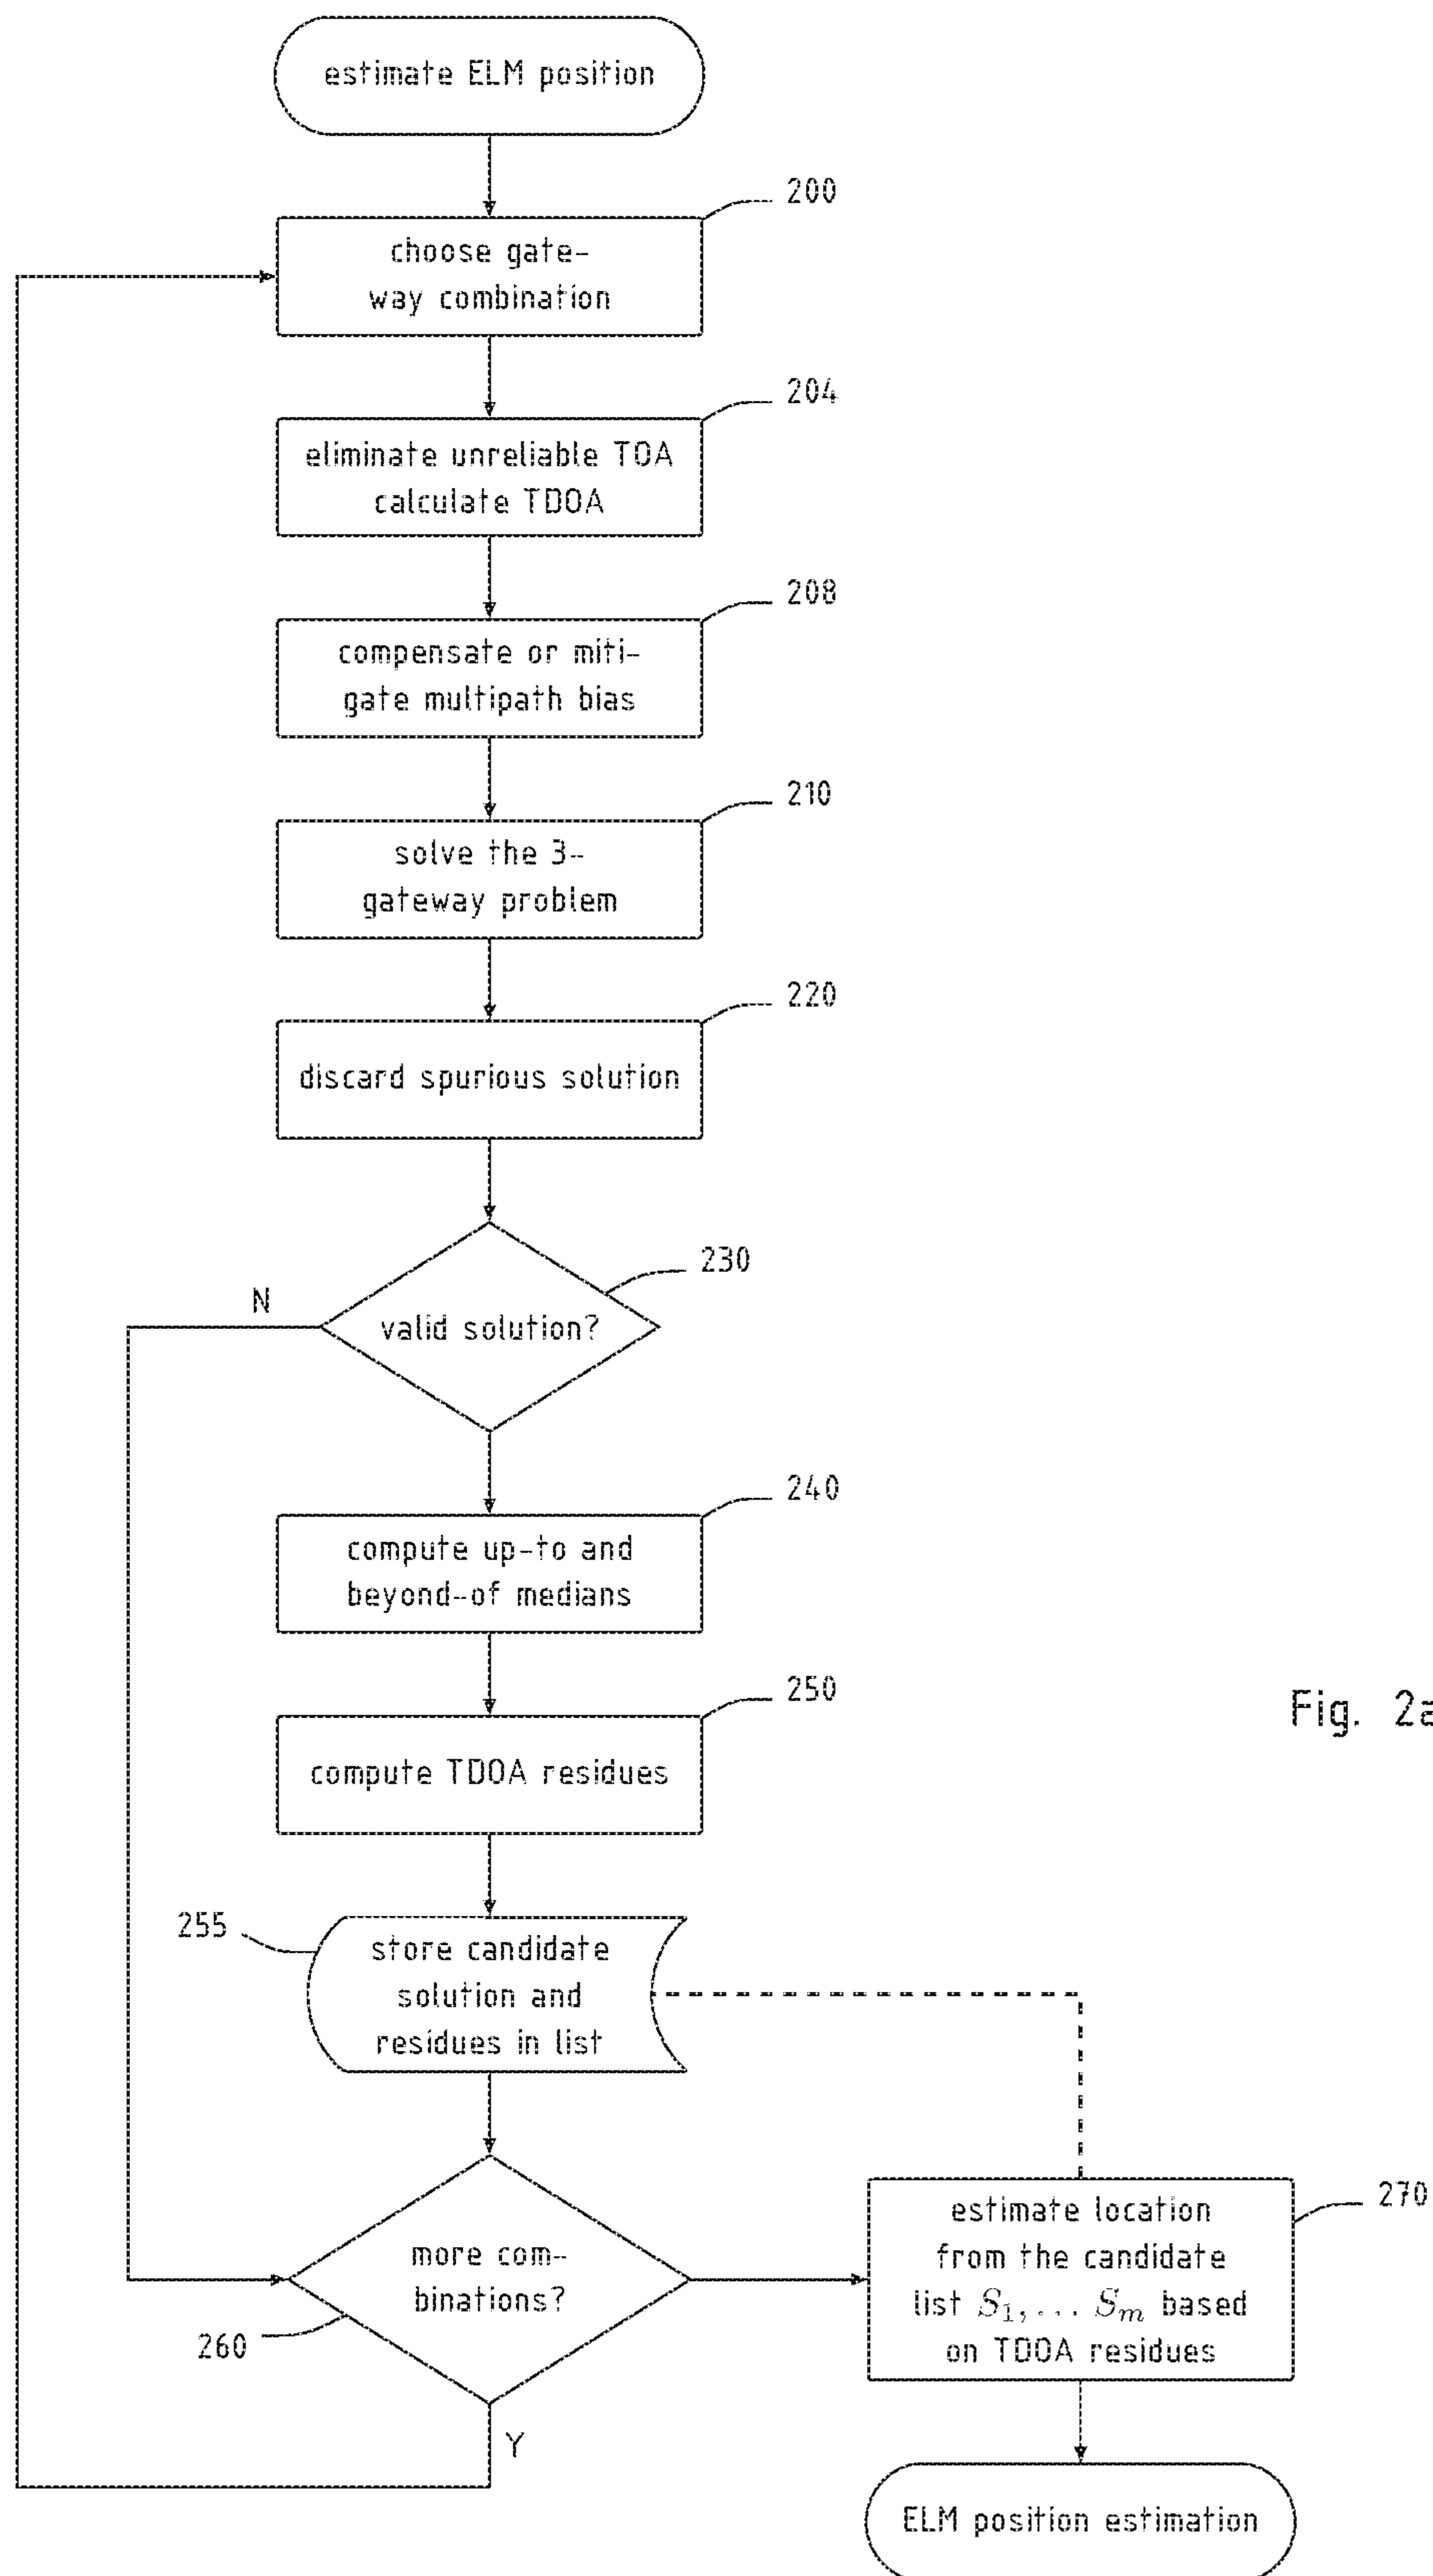 estimate ELM position
200
choose gate-
way combination
204
eliminate unreliable TOA
calculate TDOA
208
compensate or miti-
gate multipath bias
210
solve the 3-
gateway problem
220
discard spurious solution
230
N
valid solution?
240
compute up-to and
beyond-of medians
250
Fig. 2a
compute TDOA residues
255
store candidate
solution and
residues in list
270
estimate location
from the candidate
list S₁, ... Sₘ based
on TDOA residues
more com-
binations?
260
Y
ELM position estimation